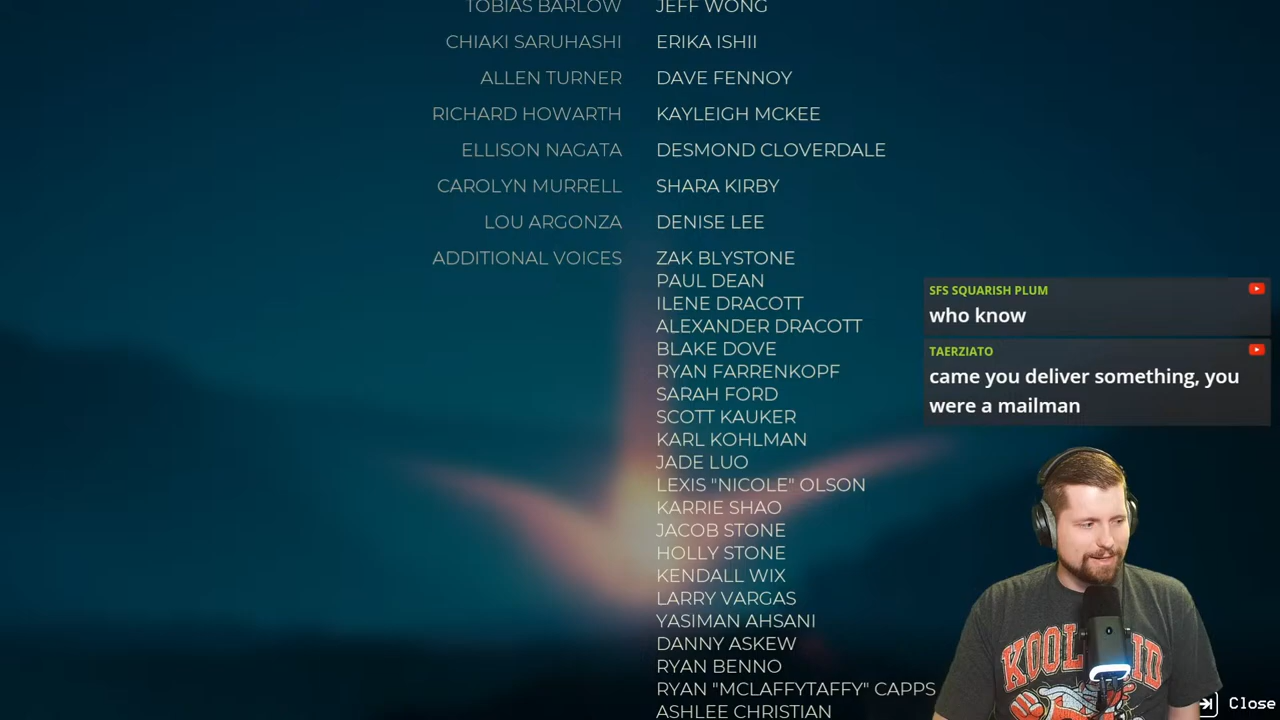 TOBIAS BARLOW JEFF WONG
CHIAKI SARUHASHI ERIKA ISHII
ALLEN TURNER DAVE FENNOY
RICHARD HOWARTH KAYLEIGH MCKEE
ELLISON NAGATA DESMOND CLOVERDALE
CAROLYN MURRELL SHARA KIRBY
LOU ARGONZA DENISE LEE
ADDITIONAL VOICES ZAK BLYSTONE
PAUL DEAN
ILENE DRACOTT
ALEXANDER DRACOTT
BLAKE DOVE
RYAN FARRENKOPF
SARAH FORD
SCOTT KAUKER
KARL KOHLMAN
JADE LUO
LEXIS "NICOLE" OLSON
KARRIE SHAO
JACOB STONE
HOLLY STONE
KENDALL WIX
LARRY VARGAS
YASIMAN AHSANI
DANNY ASKEW
RYAN BENNO
RYAN "MCLAFFYTAFFY" CAPPS
ASHLEE CHRISTIAN
SFS SQUARISH PLUM
who know
TAERZIATO
came you deliver something, you
were a mailman
Close